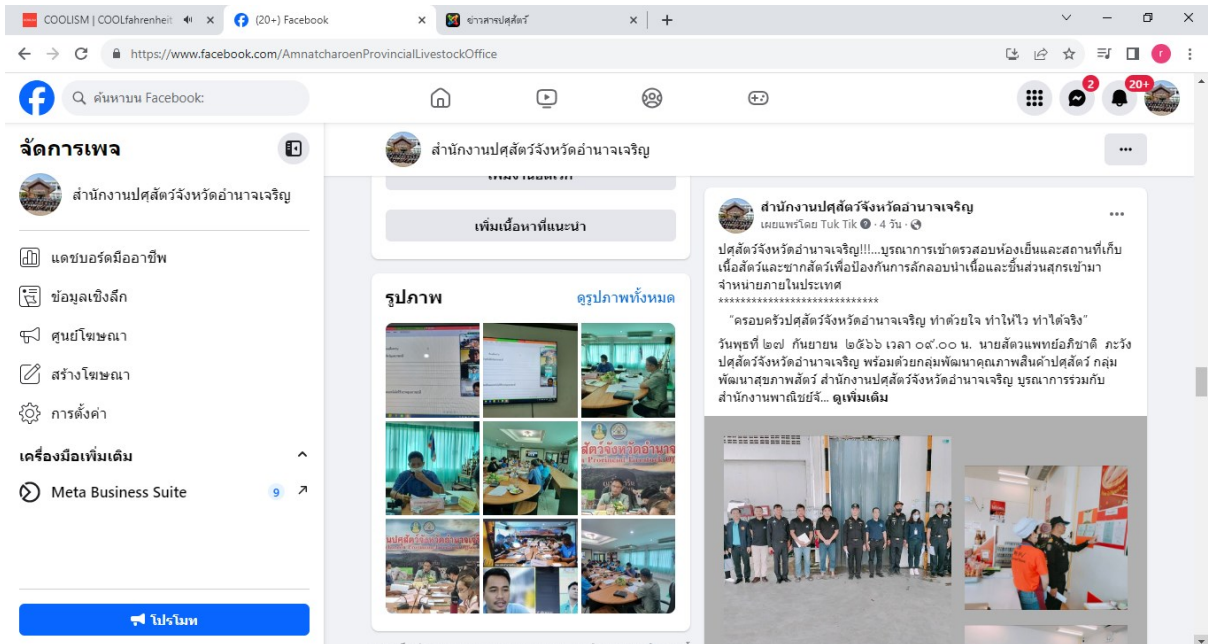 COOLISM | COOLfahrenheit
(20+) Facebook
ข่าวสารปศุสัตว์
https://www.facebook.com/AmnatcharoenProvincialLivestockOffice
r
ค้นหาบน Facebook:
2
20+
จัดการเพจ
สำนักงานปศุสัตว์จังหวัดอำนาจเจริญ
แดชบอร์ดมืออาชีพ
ข้อมูลเชิงลึก
ศูนย์โฆษณา
สร้างโฆษณา
การตั้งค่า
เครื่องมือเพิ่มเติม
Meta Business Suite 9
โปรโมท
สำนักงานปศุสัตว์จังหวัดอำนาจเจริญ
เพิ่มงานอดิเรก
เพิ่มเนื้อหาที่แนะนำ
รูปภาพ
ดูรูปภาพทั้งหมด
สำนักงานปศุสัตว์จังหวัดอำนาจเจริญ
เผยแพร่โดย Tuk Tik · 4 วัน ·
ปศุสัตว์จังหวัดอำนาจเจริญ!!!...บูรณาการเข้าตรวสอบห้องเย็นและสถานที่เก็บ
เนื้อสัตว์และซากสัตว์เพื่อป้องกันการลักลอบนำเนื้อและชิ้นส่วนสุกรเข้ามา
จำหน่ายภายในประเทศ
*****************************
“ครอบครัวปศุสัตว์จังหวัดอำนาจเจริญ ทำด้วยใจ ทำให้ไว ทำได้จริง”
วันพุธที่ ๒๗ กันยายน ๒๕๖๖ เวลา ๐๙.๐๐ น. นายสัตวแพทย์อภิชาติ ภะวัง
ปศุสัตว์จังหวัดอำนาจเจริญ พร้อมด้วยกลุ่มพัฒนาคุณภาพสินค้าปศุสัตว์ กลุ่ม
พัฒนาสุขภาพสัตว์ สำนักงานปศุสัตว์จังหวัดอำนาจเจริญ บูรณาการร่วมกับ
สำนักงานพาณิชย์จั... ดูเพิ่มเติม